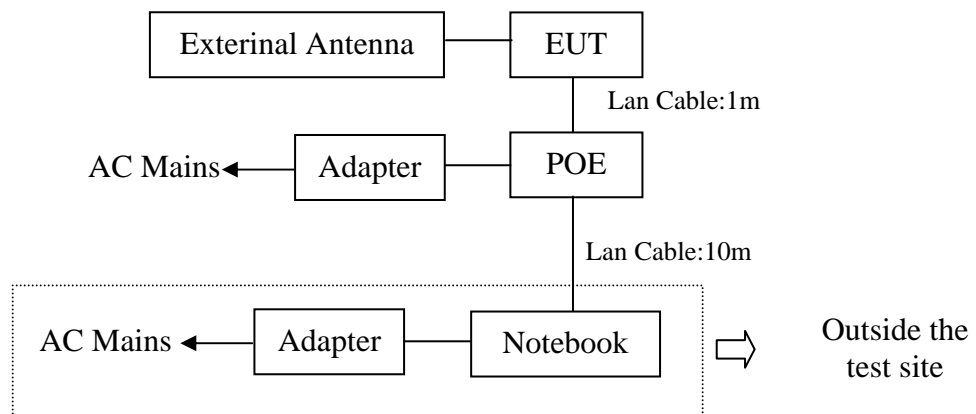 Exterinal Antenna
EUT
Lan Cable:1m
AC Mains
Adapter
POE
Lan Cable:10m
AC Mains
Adapter
Notebook
Outside the
test site